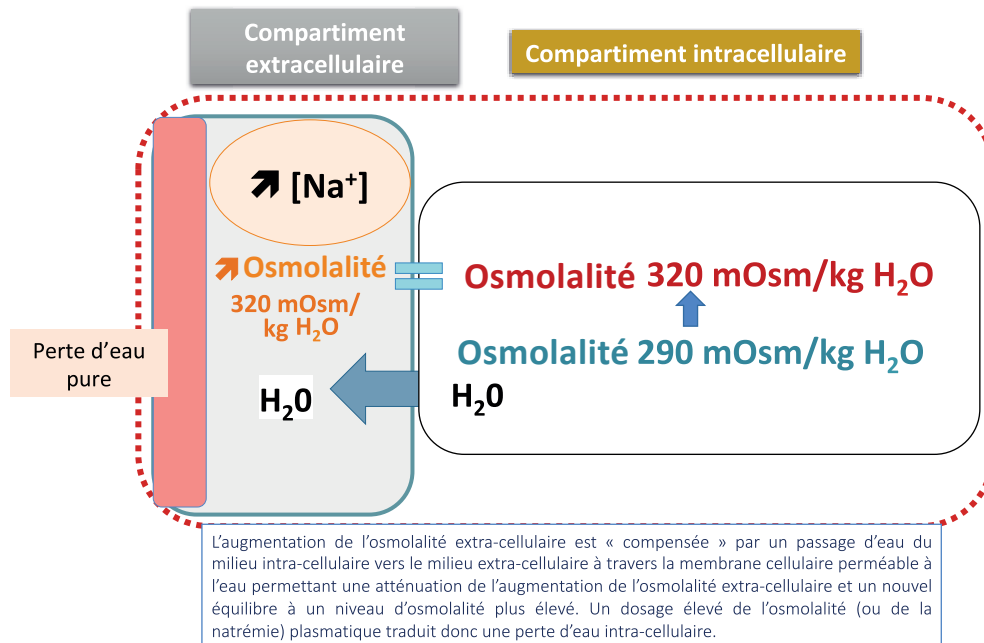 Compartiment
extracellulaire
Compartiment intracellulaire
↗ [Na⁺]
↗ Osmolalité
320 mOsm/
kg H₂O
Osmolalité 320 mOsm/kg H₂O
Osmolalité 290 mOsm/kg H₂O
Perte d’eau
pure
H₂0
H₂0
L’augmentation de l’osmolalité extra-cellulaire est « compensée » par un passage d’eau du
milieu intra-cellulaire vers le milieu extra-cellulaire à travers la membrane cellulaire perméable à
l’eau permettant une atténuation de l’augmentation de l’osmolalité extra-cellulaire et un nouvel
équilibre à un niveau d’osmolalité plus élevé. Un dosage élevé de l’osmolalité (ou de la
natrémie) plasmatique traduit donc une perte d’eau intra-cellulaire.